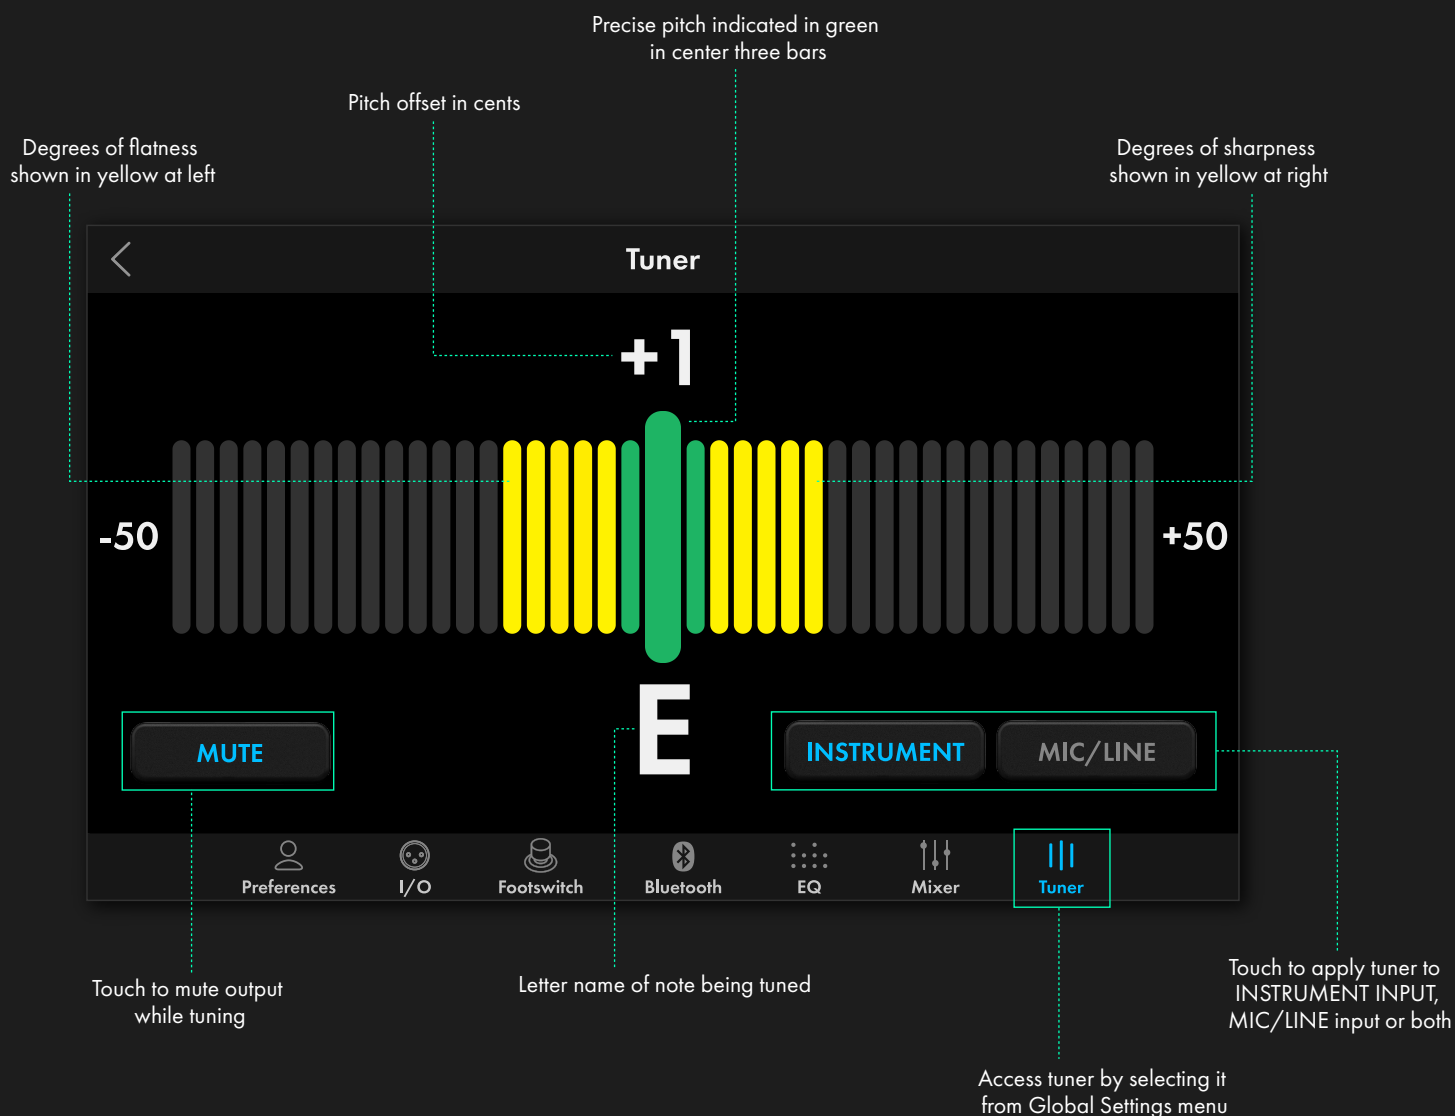 Precise pitch indicated in green
in center three bars
Pitch offset in cents
Degrees of flatness
shown in yellow at left
Degrees of sharpness
shown in yellow at right
Tuner
+1
-50
+50
E
MUTE
INSTRUMENT
MIC/LINE
Preferences
I/O
Footswitch
Bluetooth
EQ
Mixer
Tuner
Touch to mute output
while tuning
Letter name of note being tuned
Touch to apply tuner to
INSTRUMENT INPUT,
MIC/LINE input or both
Access tuner by selecting it
from Global Settings menu